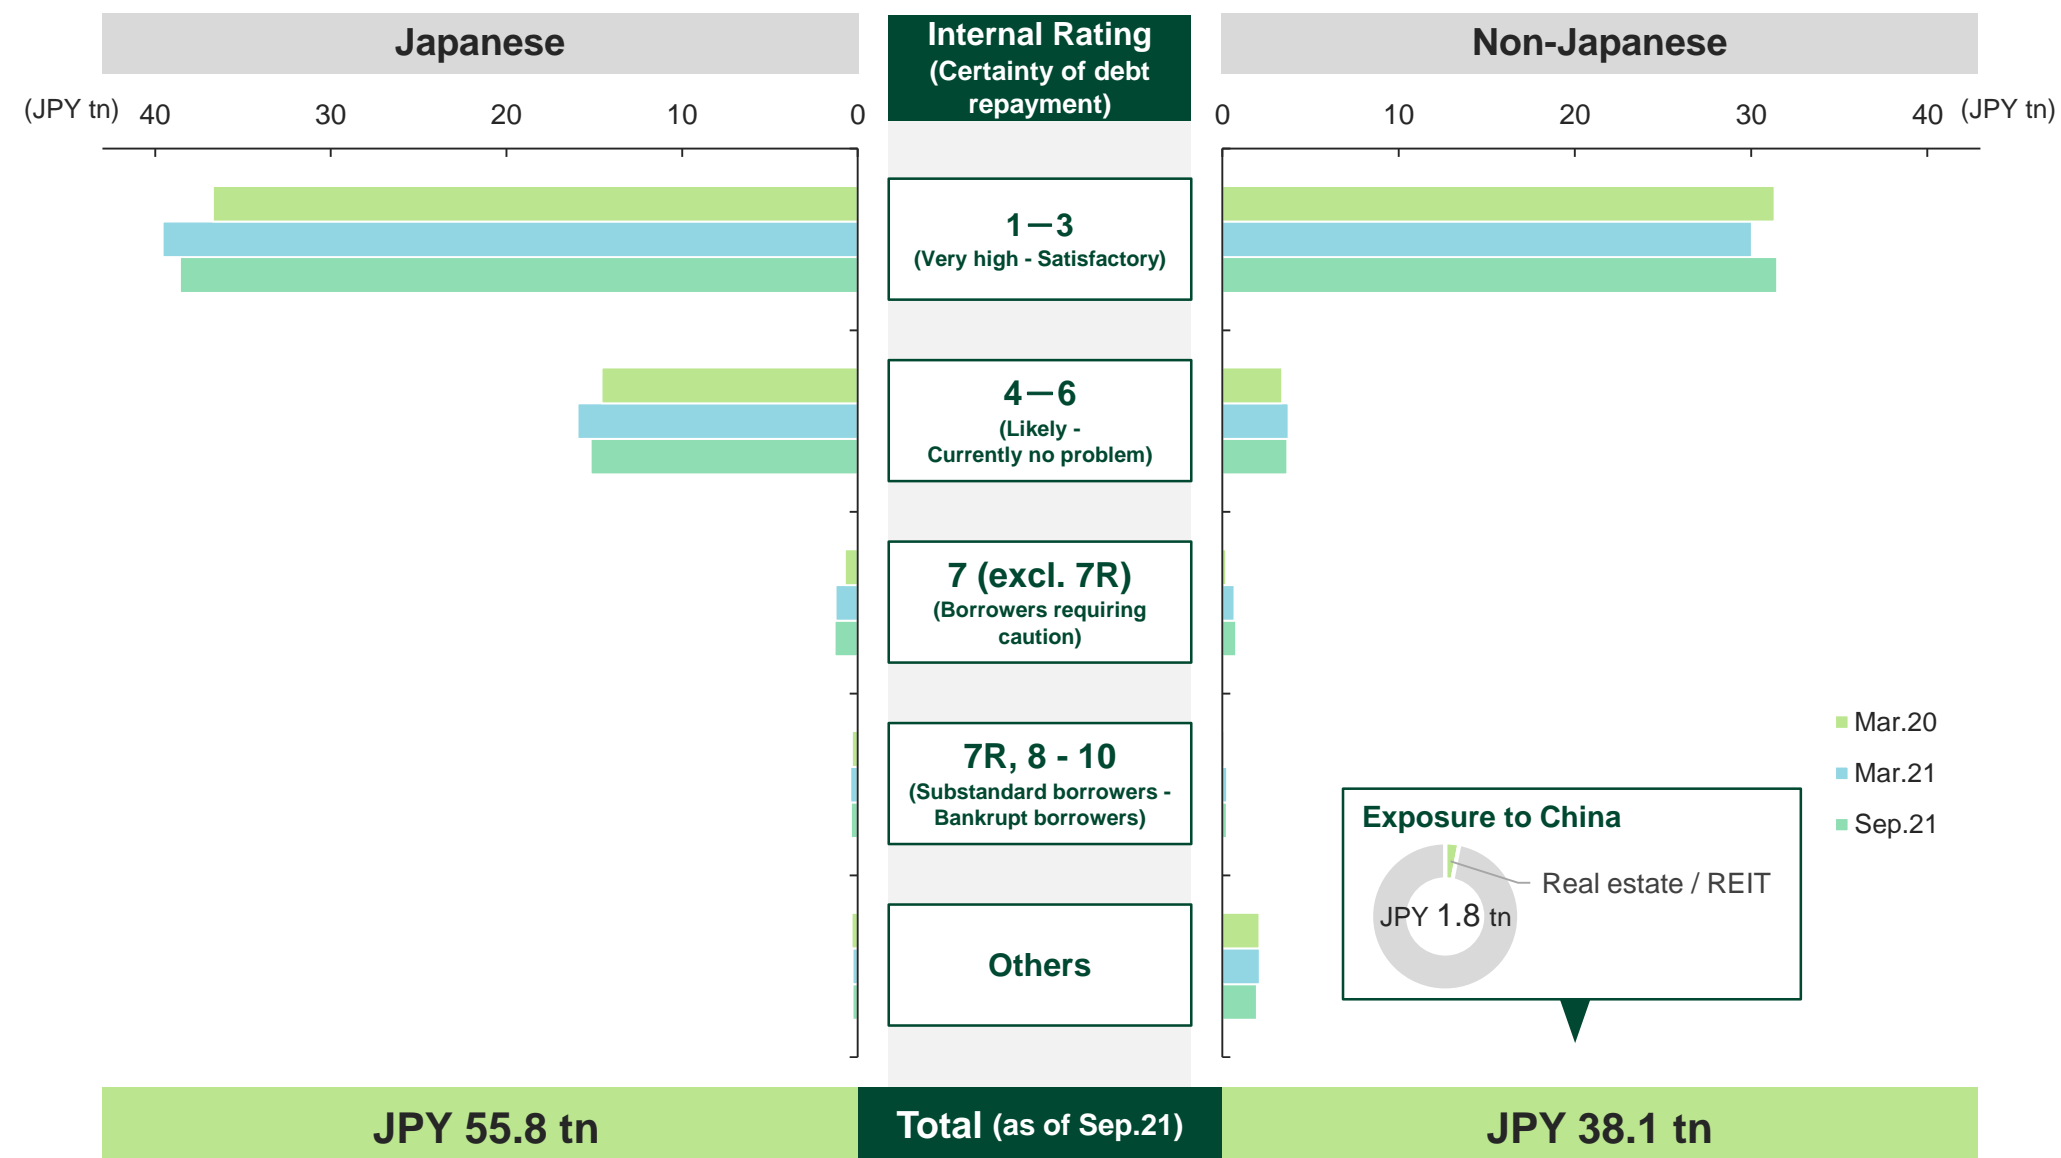 Japanese
Internal Rating
(Certainty of debt
repayment)
Non-Japanese
(JPY tn) 40 30 20 10 0
0 10 20 30 40 (JPY tn)
1－3
(Very high - Satisfactory)
4－6
(Likely -
Currently no problem)
7 (excl. 7R)
(Borrowers requiring
caution)
7R, 8 - 10
(Substandard borrowers -
Bankrupt borrowers)
Others
Mar.20
Mar.21
Sep.21
Exposure to China
Real estate / REIT
JPY 1.8 tn
JPY 55.8 tn
Total (as of Sep.21)
JPY 38.1 tn